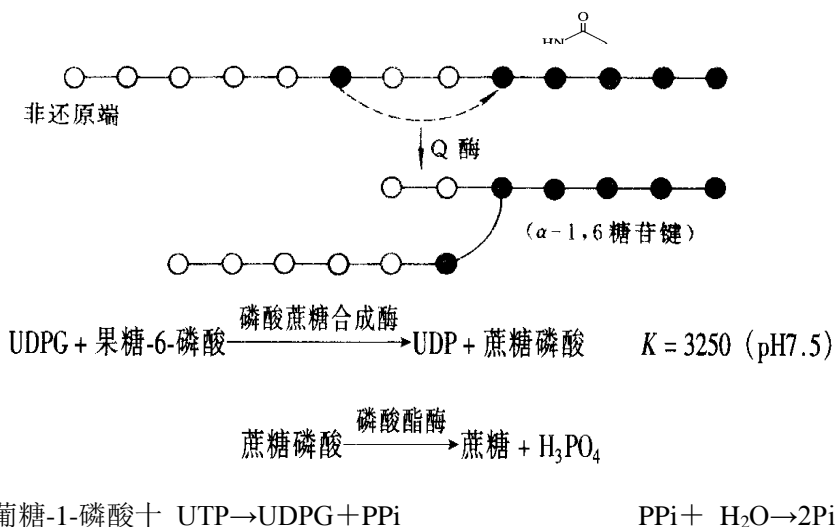 O
HN
非还原端
Q 酶
(α-1,6糖苷键)
UDPG + 果糖-6-磷酸 磷酸蔗糖合成酶 UDP + 蔗糖磷酸 K = 3250 (pH7.5)
蔗糖磷酸 磷酸酯酶 蔗糖 + H₃PO₄
葡糖-1-磷酸十 UTP→UDPG+PPi PPi+ H₂O→2Pi